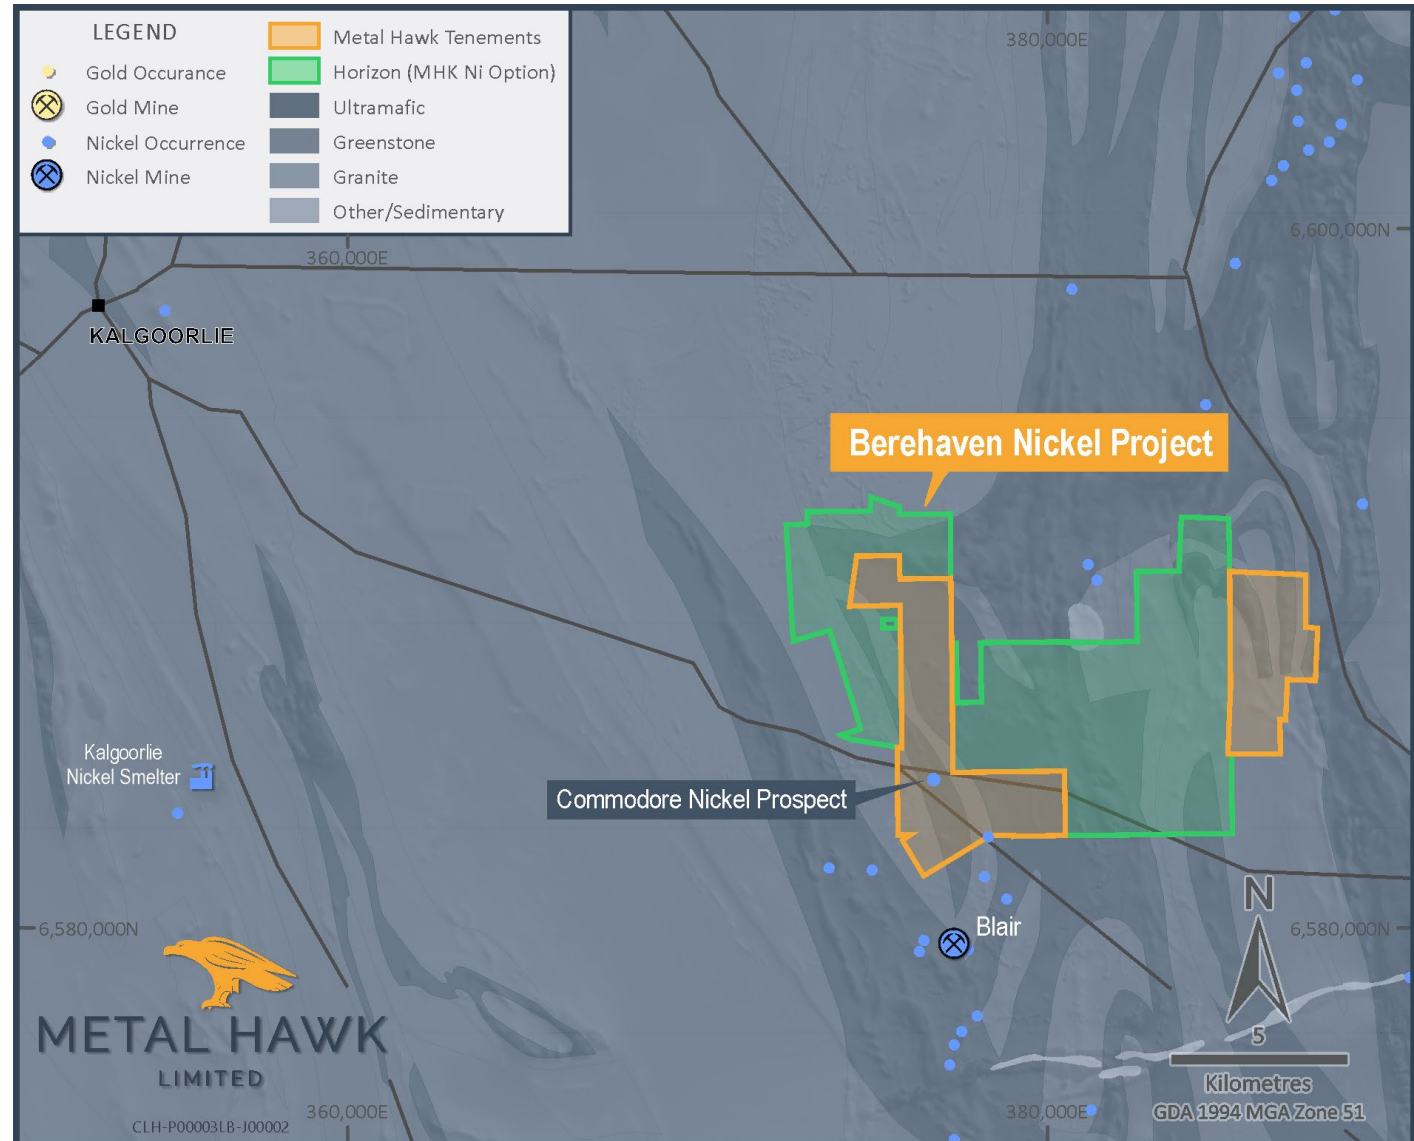 LEGEND
Gold Occurance
Gold Mine
Nickel Occurrence
Nickel Mine
Metal Hawk Tenements
Horizon (MHK Ni Option)
Ultramafic
Greenstone
Granite
Other/Sedimentary
380,000E
6,600,000N
360,000E
KALGOORLIE
Berehaven Nickel Project
Kalgoorlie
Nickel Smelter
Commodore Nickel Prospect
Blair
N
6,580,000N
6,580,000N
METAL HAWK
LIMITED
CLH-P00003LB-J00002
360,000E
380,000E
5
Kilometres
GDA 1994 MGA Zone 51